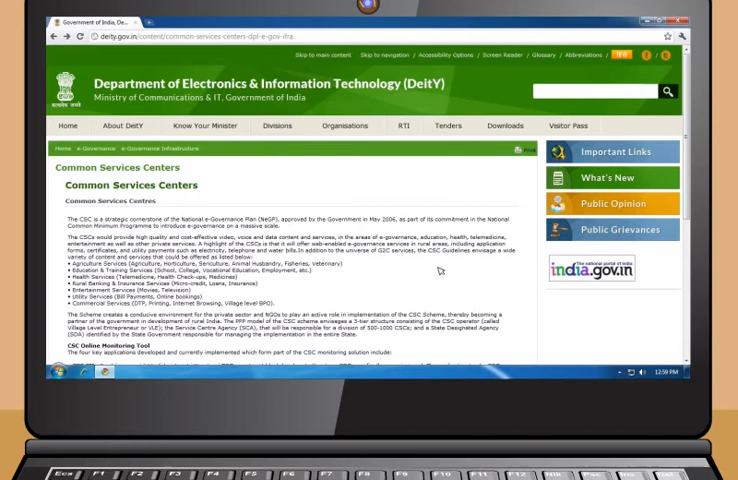 Government of India, De...
deity.gov.in/content/common-services-centers-dpl-e-gov-ifra
Skip to main content Skip to navigation / Accessibility Options / Screen Reader / Glossary / Abbreviations /
Department of Electronics & Information Technology (DeitY)
Ministry of Communications & IT, Government of India
Home About DeitY Know Your Minister Divisions Organisations RTI Tenders Downloads Visitor Pass
Home e-Governance e-Governance Infrastructure
Print
Important Links
What's New
Public Opinion
Public Grievances
india.gov.in
Common Services Centers
Common Services Centers
Common Services Centres
The CSC is a strategic cornerstone of the National e-Governance Plan (NeGP), approved by the Government in May 2006, as part of its commitment in the National
Common Minimum Programme to introduce e-governance on a massive scale.
The CSCs would provide high quality and cost-effective video, voice and data content and services, in the areas of e-governance, education, health, telemedicine,
entertainment as well as other private services. A highlight of the CSCs is that it will offer web-enabled e-governance services in rural areas, including application
forms, certificates, and utility payments such as electricity, telephone and water bills.In addition to the universe of G2C services, the CSC Guidelines envisage a wide
variety of content and services that could be offered as listed below:
• Agriculture Services (Agriculture, Horticulture, Sericulture, Animal Husbandry, Fisheries, Veterinary)
• Education & Training Services (School, College, Vocational Education, Employment, etc.)
• Health Services (Telemedicine, Health Check-ups, Medicines)
• Rural Banking & Insurance Services (Micro-credit, Loans, Insurance)
• Entertainment Services (Movies, Television)
• Utility Services (Bill Payments, Online bookings)
• Commercial Services (DTP, Printing, Internet Browsing, Village level BPO).
The Scheme creates a conducive environment for the private sector and NGOs to play an active role in implementation of the CSC Scheme, thereby becoming a
partner of the government in development of rural India. The PPP model of the CSC scheme envisages a 3-tier structure consisting of the CSC operator (called
Village Level Entrepreneur or VLE); the Service Centre Agency (SCA), that will be responsible for a division of 500-1000 CSCs; and a State Designated Agency
(SDA) identified by the State Government responsible for managing the implementation in the entire State.
CSC Online Monitoring Tool
The four key applications developed and currently implemented which form part of the CSC monitoring solution include:
12:59 PM
F1 F2 F3 F4 F5 F6 F7 F8 F9 F10 F11 F12